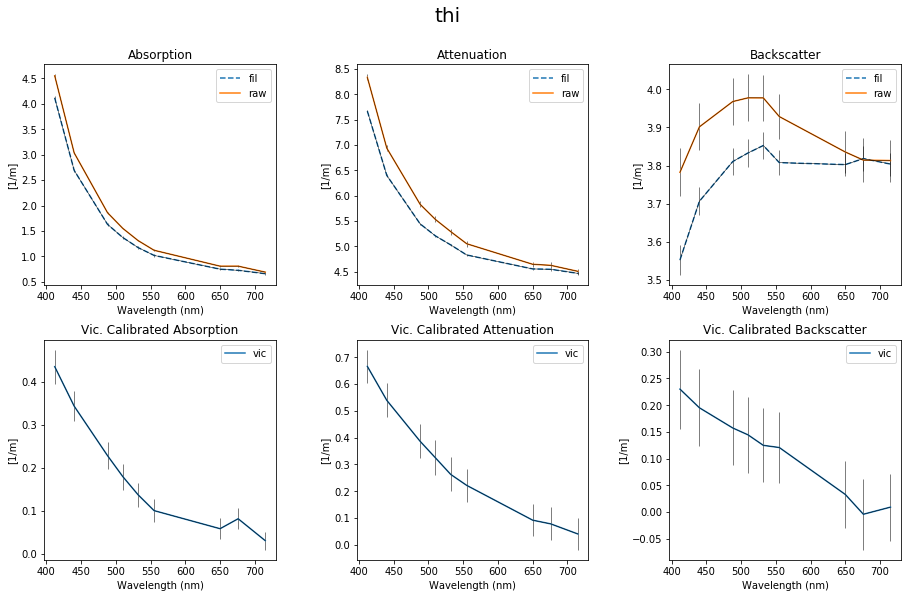 thi
Absorption
Attenuation
Backscatter
4.5
4.0
3.5
3.0
2.5
2.0
1.5
1.0
0.5
[1/m]
fil
raw
400 450 500 550 600 650 700
Wavelength (nm)
8.5
8.0
7.5
7.0
6.5
6.0
5.5
5.0
4.5
[1/m]
fil
raw
400 450 500 550 600 650 700
Wavelength (nm)
4.0
3.9
3.8
3.7
3.6
3.5
[1/m]
fil
raw
400 450 500 550 600 650 700
Wavelength (nm)
Vic. Calibrated Absorption
Vic. Calibrated Attenuation
Vic. Calibrated Backscatter
0.4
0.3
0.2
0.1
0.0
[1/m]
vic
400 450 500 550 600 650 700
Wavelength (nm)
0.7
0.6
0.5
0.4
0.3
0.2
0.1
0.0
[1/m]
vic
400 450 500 550 600 650 700
Wavelength (nm)
0.30
0.25
0.20
0.15
0.10
0.05
0.00
−0.05
[1/m]
vic
400 450 500 550 600 650 700
Wavelength (nm)